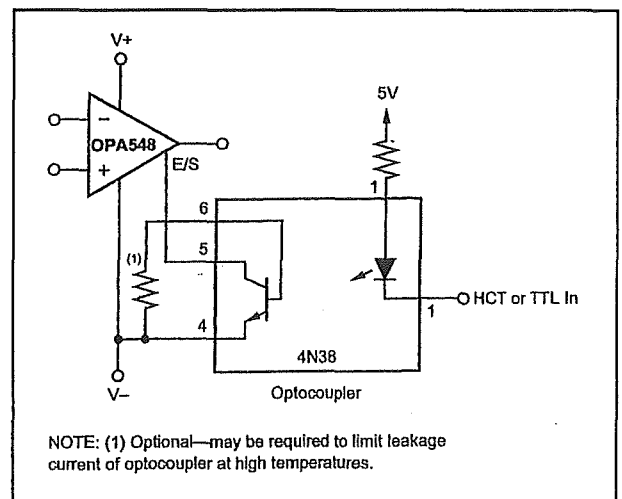 V+
5V
−
OPA548
+
E/S
1
6
(1)
5
HCT or TTL In
1
4
4N38
V−
Optocoupler
NOTE: (1) Optional—may be required to limit leakage
current of optocoupler at high temperatures.